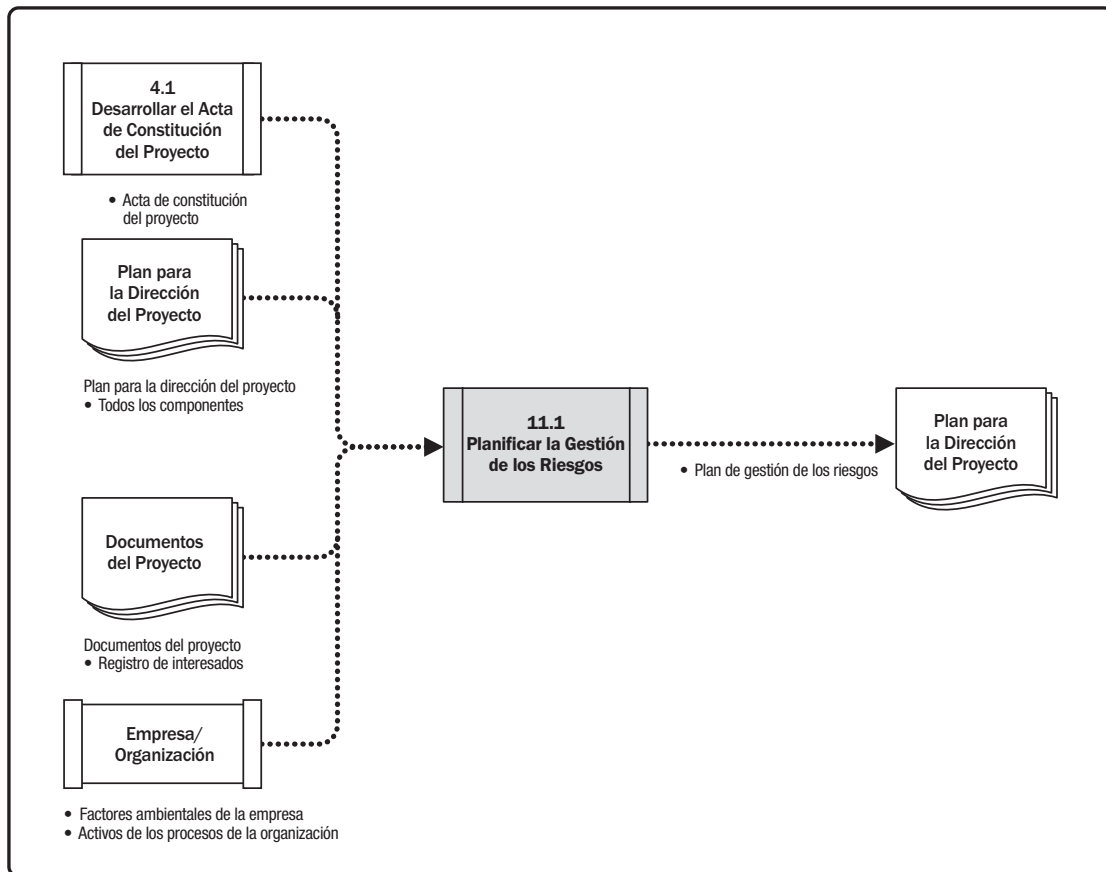 4.1
Desarrollar el Acta
de Constitución
del Proyecto
• Acta de constitución
del proyecto
Plan para
la Dirección
del Proyecto
Plan para la dirección del proyecto
• Todos los componentes
Documentos
del Proyecto
Documentos del proyecto
• Registro de interesados
Empresa/
Organización
• Factores ambientales de la empresa
• Activos de los procesos de la organización
11.1
Planificar la Gestión
de los Riesgos
• Plan de gestión de los riesgos
Plan para
la Dirección
del Proyecto